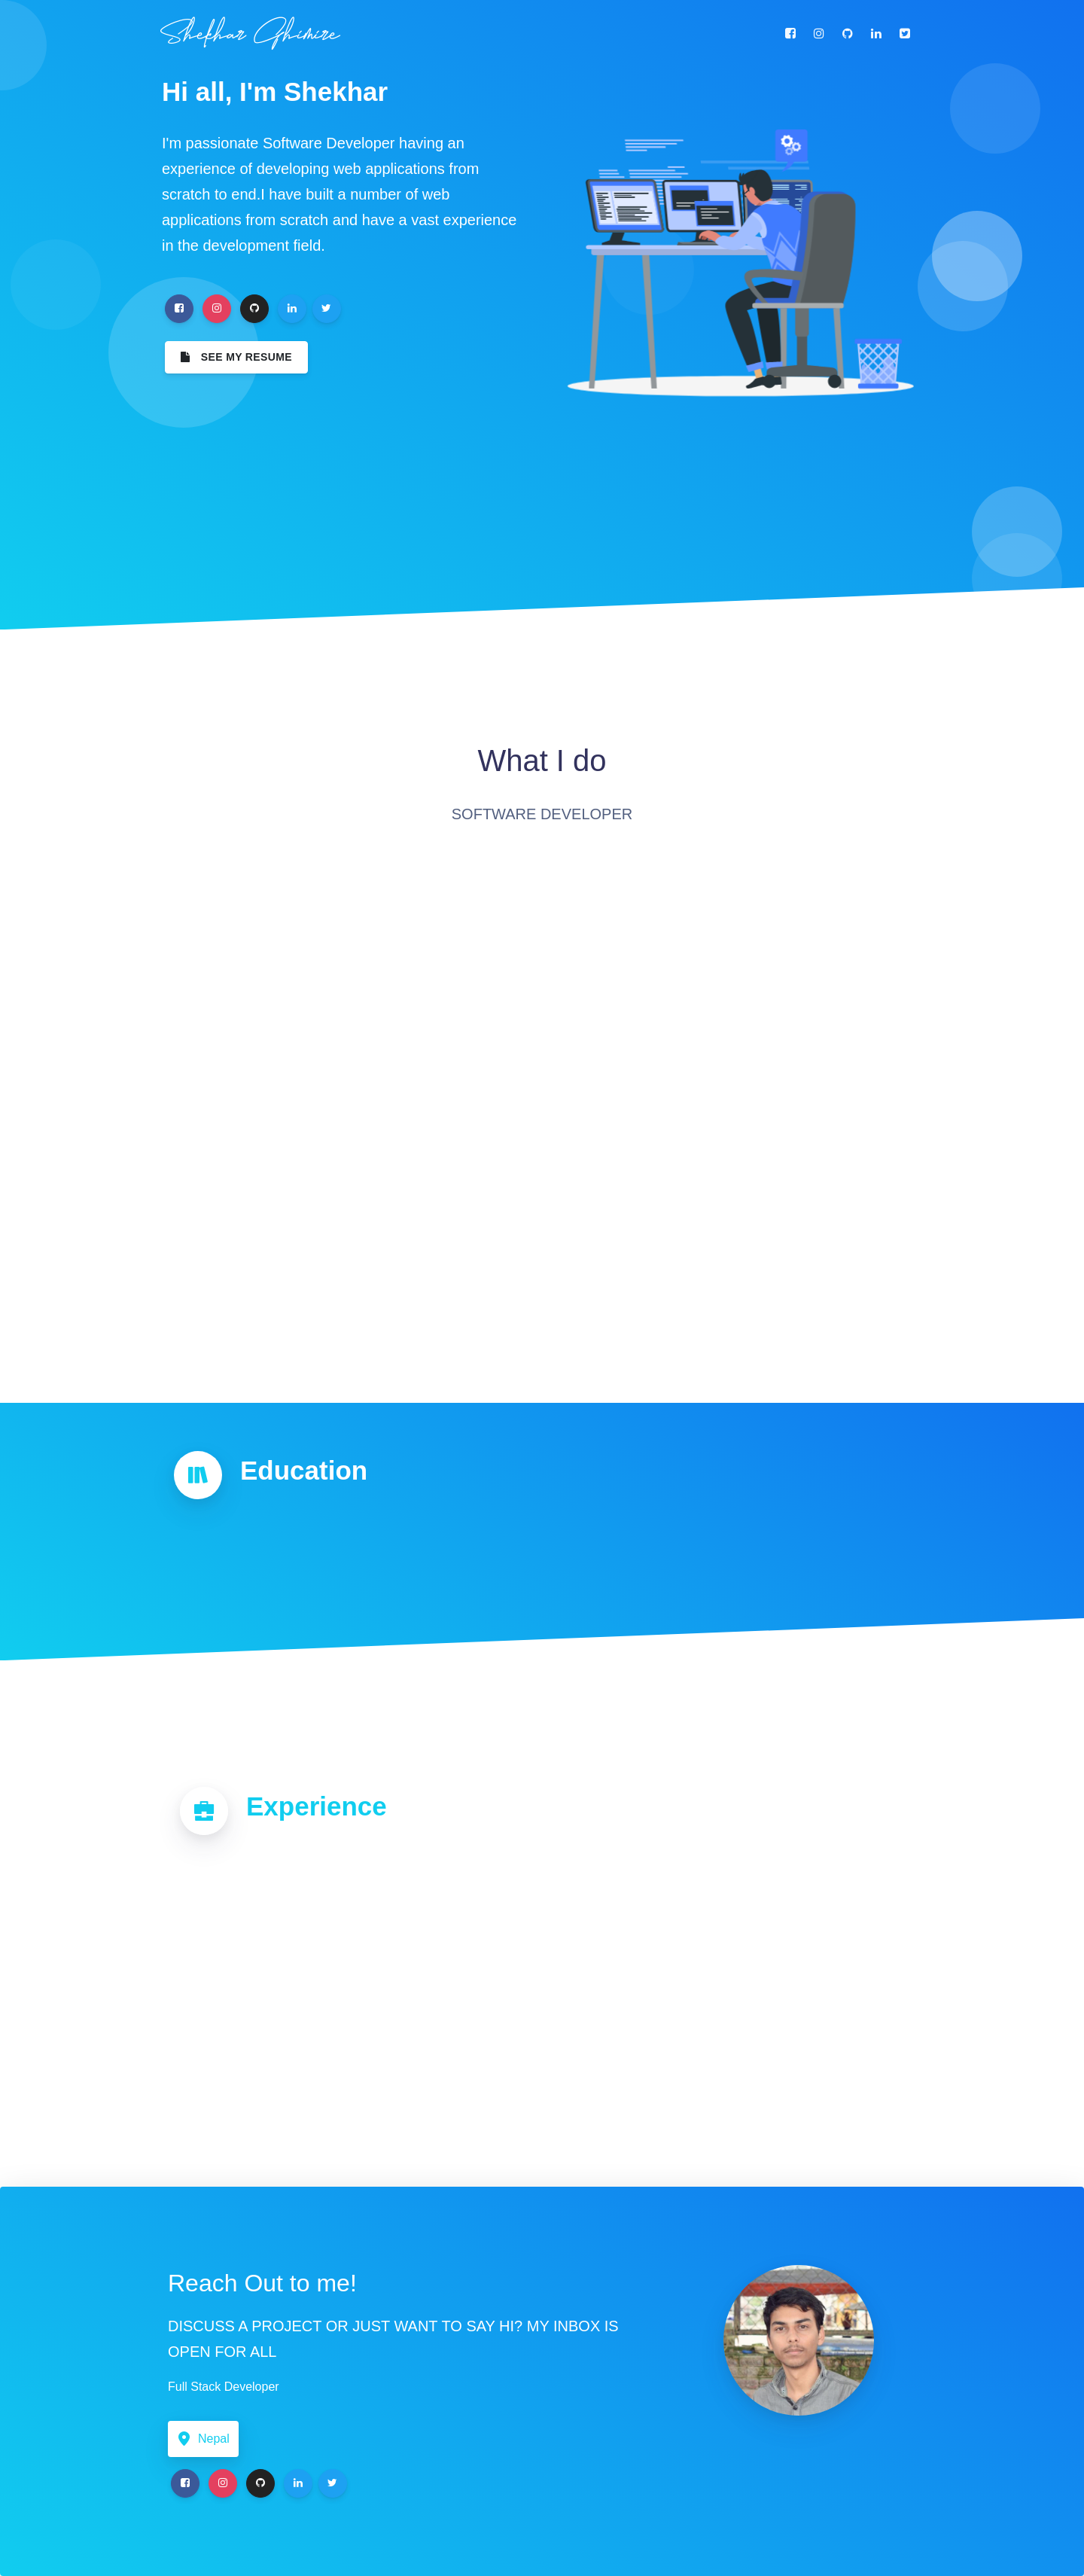 Shekhar Ghimire
Hi all, I'm Shekhar
I'm passionate Software Developer having an
experience of developing web applications from
scratch to end.I have built a number of web
applications from scratch and have a vast experience
in the development field.
SEE MY RESUME
What I do
SOFTWARE DEVELOPER
Education
Experience
Reach Out to me!
DISCUSS A PROJECT OR JUST WANT TO SAY HI? MY INBOX IS
OPEN FOR ALL
Full Stack Developer
Nepal